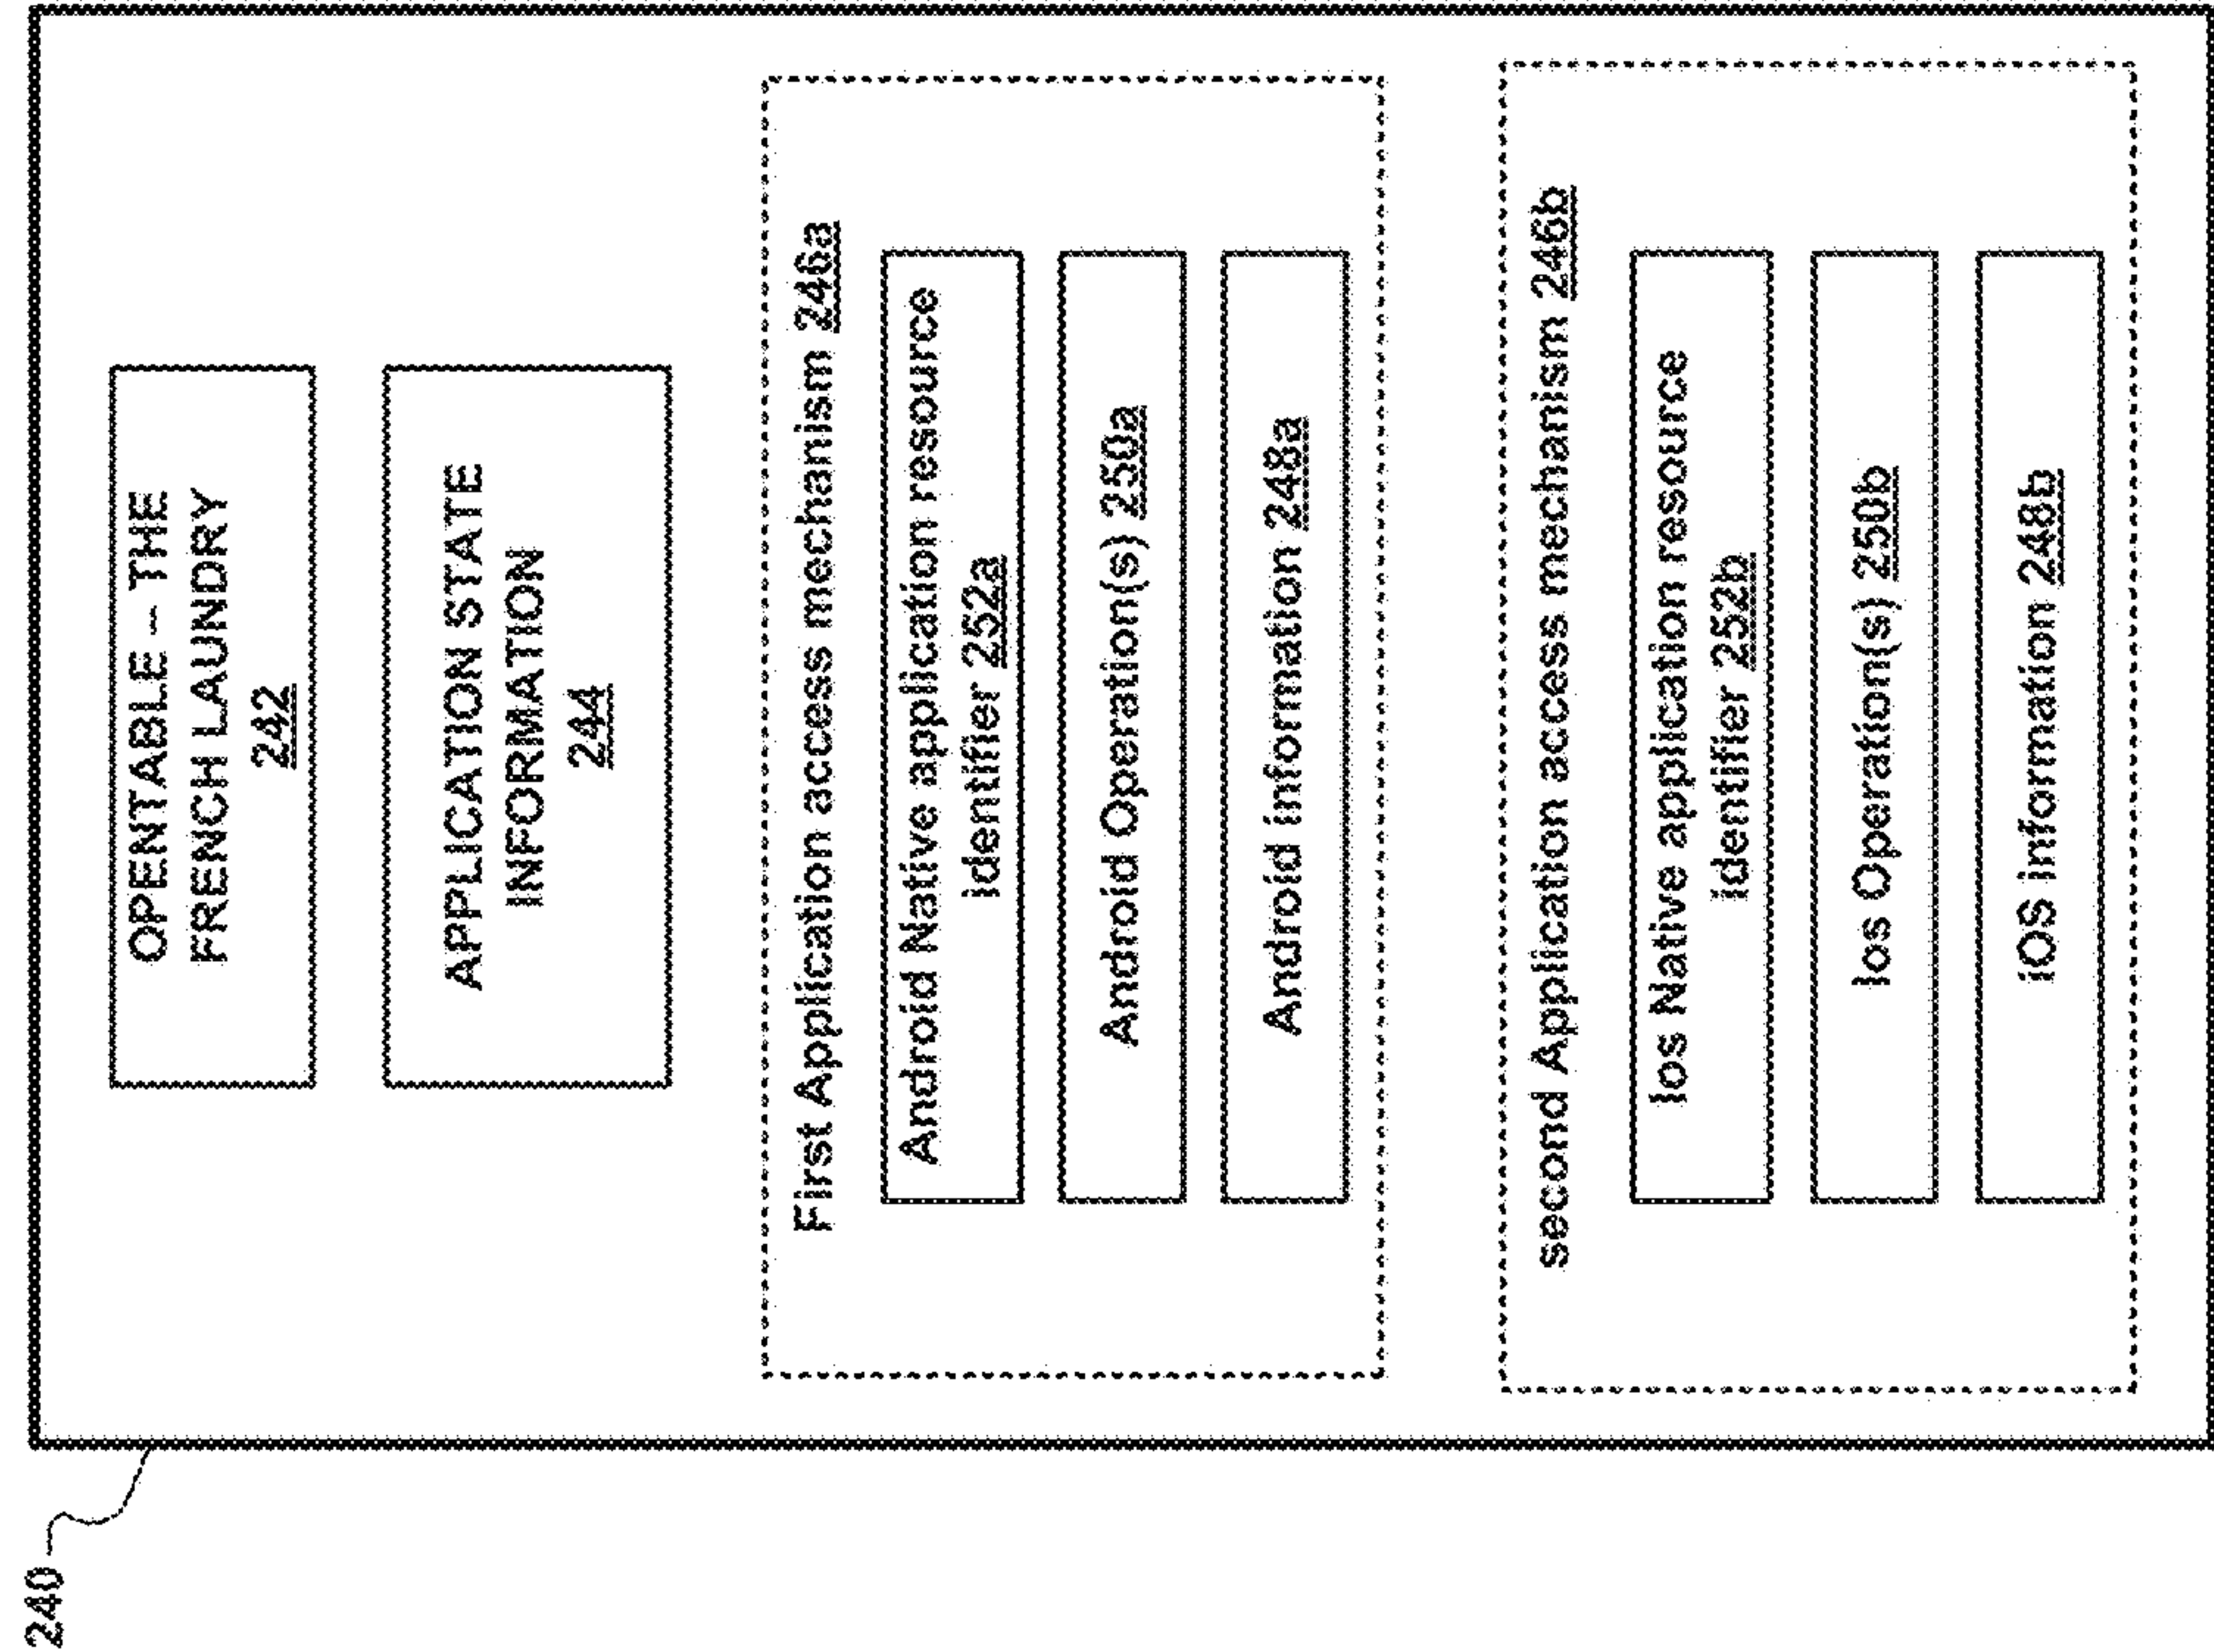 240
OPENTABLE – THE
FRENCH LAUNDRY
242
APPLICATION STATE
INFORMATION
244
First Application access mechanism 246a
Android Native application resource
identifier 252a
Android Operation(s) 250a
Android information 248a
second Application access mechanism 246b
Ios Native application resource
identifier 252b
Ios Operation(s) 250b
iOS information 248b